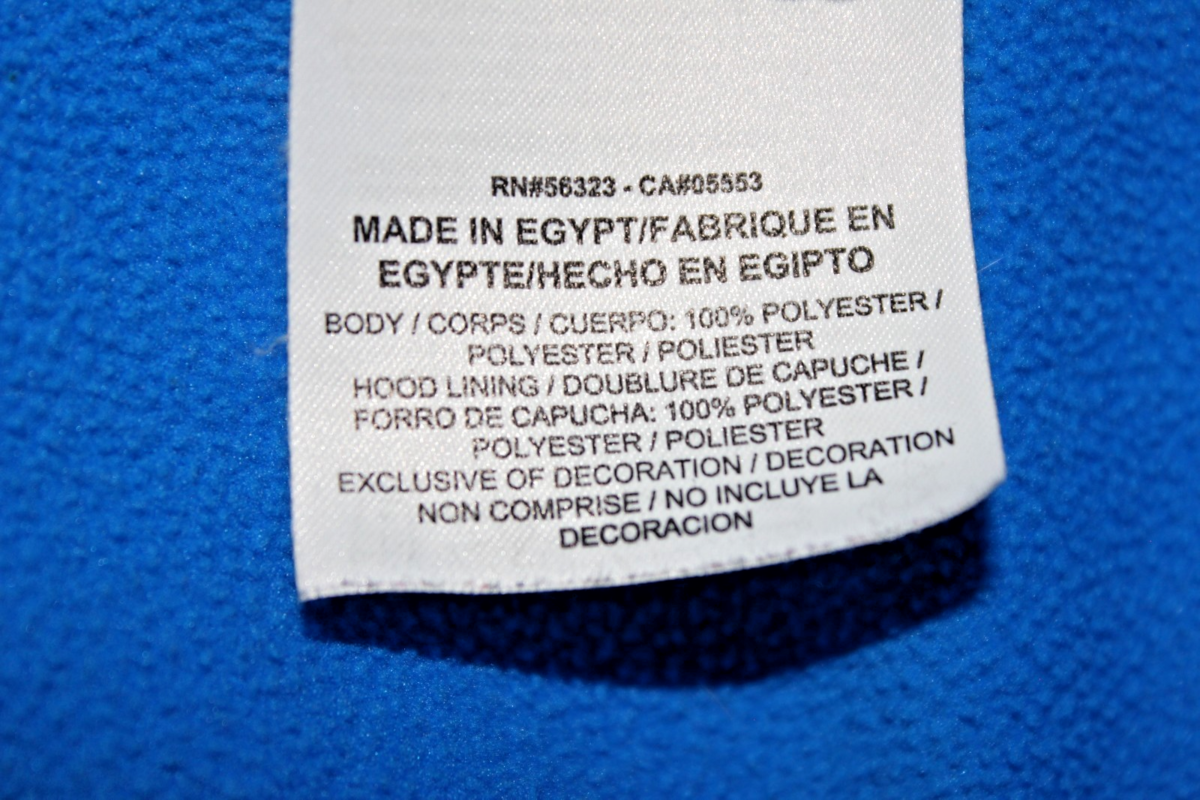 RN#56323 - CA#05553
MADE IN EGYPT/FABRIQUE EN
EGYPTE/HECHO EN EGIPTO
BODY / CORPS / CUERPO: 100% POLYESTER /
POLYESTER / POLIESTER
HOOD LINING / DOUBLURE DE CAPUCHE /
FORRO DE CAPUCHA: 100% POLYESTER /
POLYESTER / POLIESTER
EXCLUSIVE OF DECORATION / DECORATION
NON COMPRISE / NO INCLUYE LA
DECORACION